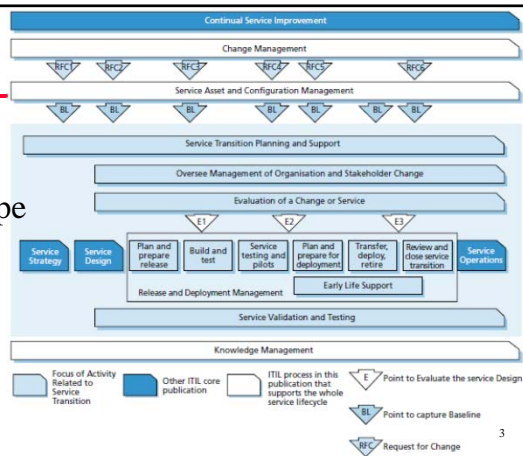 Continual Service Improvement
Change Management
RFC1 RFC2 RFC3 RFC4 RFC5 RFC6
Service Asset and Configuration Management
BL BL BL BL BL BL BL
Service Transition Planning and Support
Oversee Management of Organisation and Stakeholder Change
pe
Evaluation of a Change or Service
E1 E2 E3
Service
Strategy
Service
Design
Plan and
prepare
release
Build and
test
Service
testing and
pilots
Plan and
prepare for
deployment
Transfer,
deploy,
retire
Review and
close service
transition
Service
Operations
Early Life Support
Release and Deployment Management
Service Validation and Testing
Knowledge Management
Focus of Activity
Related to
Service
Transition
Other ITIL core
publication
ITIL process in this
publication that
supports the whole
service lifecycle
E Point to Evaluate the service Design
BL Point to capture Baseline
RFC Request for Change
3